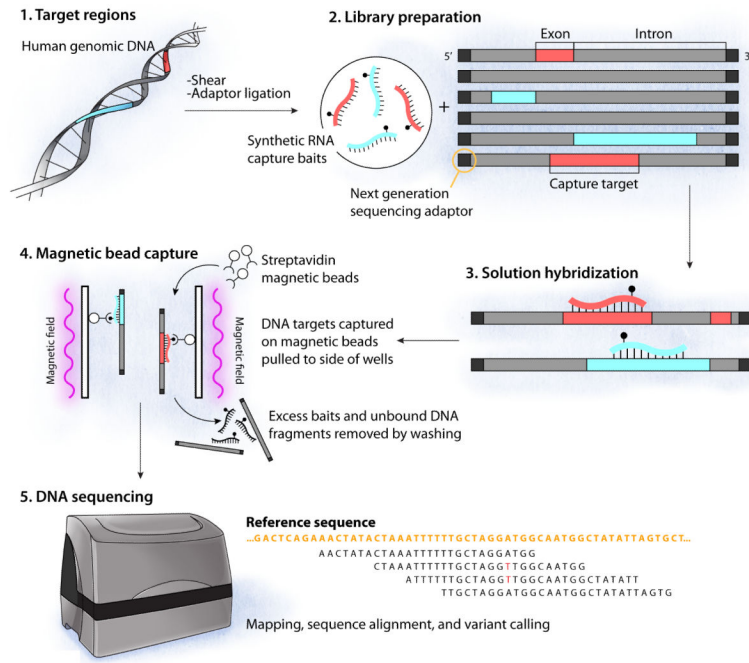 1. Target regions
Human genomic DNA
-Shear
-Adaptor ligation
2. Library preparation
Exon
Intron
5′
3′
Synthetic RNA
capture baits
+
Next generation
sequencing adaptor
Capture target
3. Solution hybridization
4. Magnetic bead capture
Streptavidin
magnetic beads
Magnetic field
Magnetic field
DNA targets captured
on magnetic beads
pulled to side of wells
Excess baits and unbound DNA
fragments removed by washing
5. DNA sequencing
Reference sequence
...GACTCAGAAACTATACTAAATTTTTTGCTAGGATGGCAATGGCTATATTAGTGCT...
AACTATACTAAATTTTTTGCTAGGATGG
CTAAATTTTTTGCTAGGTTGGCAATGG
ATTTTTTGCTAGGTTGGCAATGGCTATATT
TTGCTAGGATGGCAATGGCTATATTAGTG
Mapping, sequence alignment, and variant calling